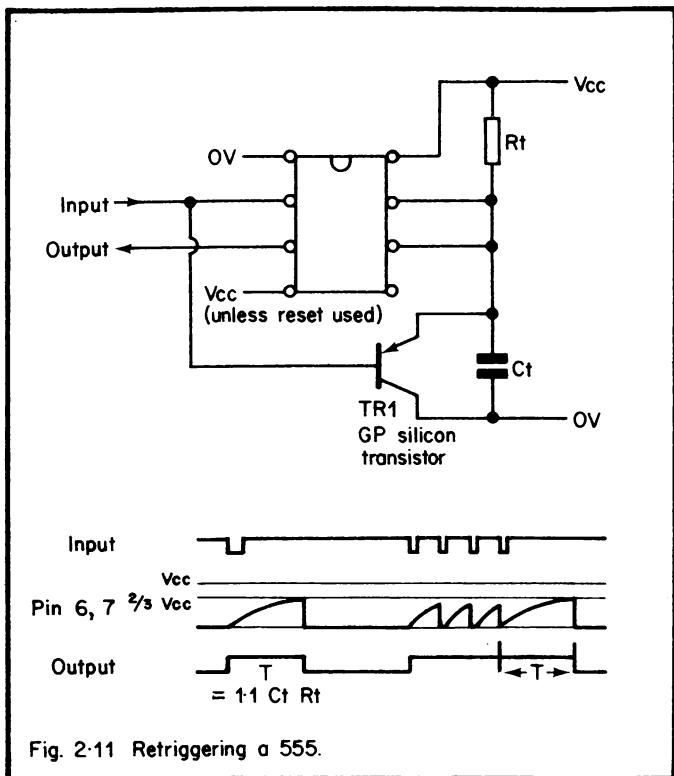 Vcc
Rt
OV
Input
Output
Vcc
(unless reset used)
Ct
TR1
GP silicon
transistor
OV
Input
Vcc
Pin 6, 7 2/3 Vcc
Output
T
T
= 1·1 Ct Rt
Fig. 2·11 Retriggering a 555.